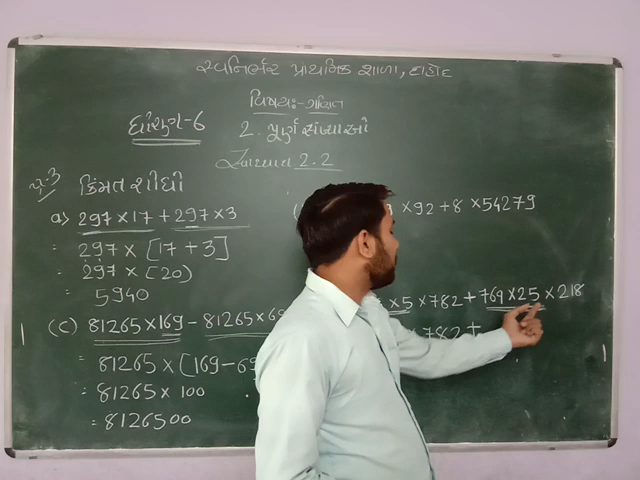 સ્વનિર્ભર પ્રાથમિક શાળા, દાહોદ
વિષયઃ- ગણિત
ધોરણ-6
2. પૂર્ણ સંખ્યાઓ
સ્વાધ્યાય 2.2
પ્ર.3 કિંમત શોધો
a) 297 × 17 + 297 × 3
= 297 × [17 + 3]
= 297 × (20)
= 5940
(C) 81265 × 169 - 81265 × 69
= 81265 × (169 - 69
= 81265 × 100
= 8126500
× 92 + 8 × 54279
× 5 × 782 + 769 × 25 × 218
× 782 +